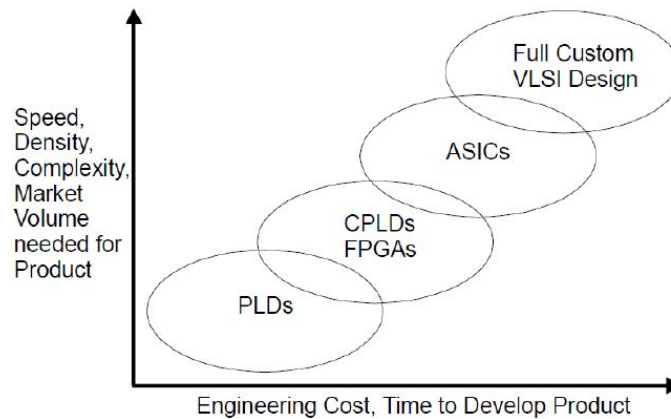 Speed,
Density,
Complexity,
Market
Volume
needed for
Product
Full Custom
VLSI Design
ASICs
CPLDs
FPGAs
PLDs
Engineering Cost, Time to Develop Product